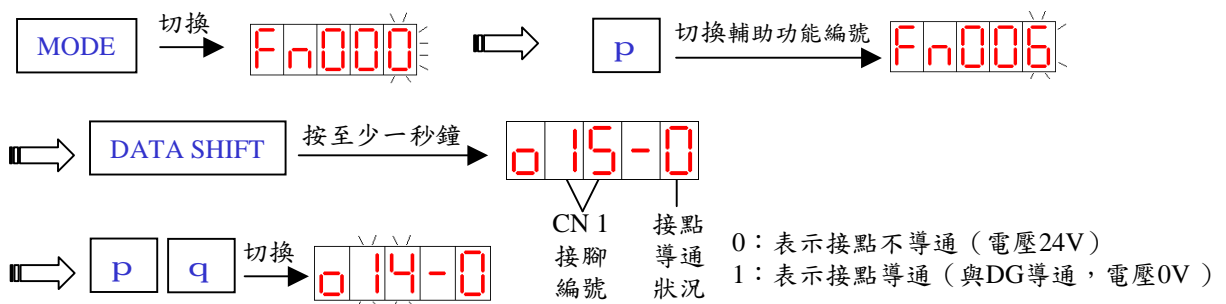 MODE 切換 Fn000 p 切換輔助功能編號 Fn006
DATA SHIFT 按至少一秒鐘 o15-0
CN 1 接腳編號
接點導通狀況
0：表示接點不導通（電壓24V）
1：表示接點導通（與DG導通，電壓0V）
p q 切換 o14-0